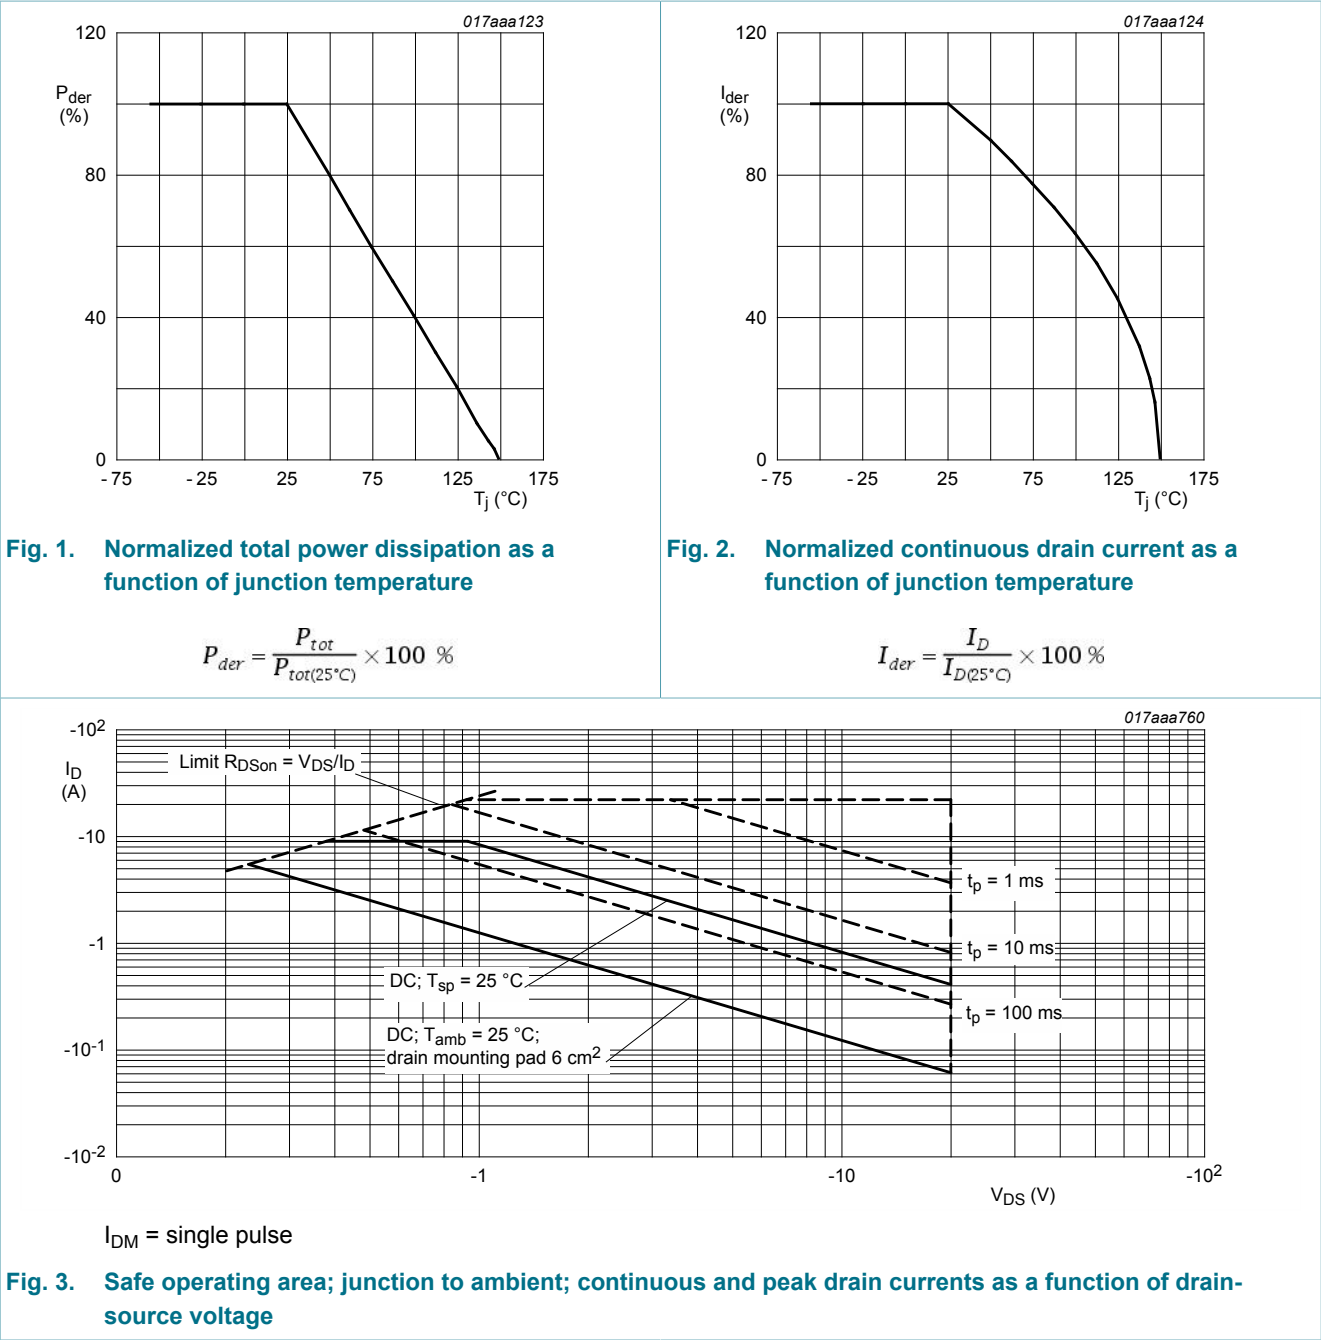 017aaa123
120
P_der
(%)
80
40
0
-75 -25 25 75 125 175
T_j (°C)
Fig. 1. Normalized total power dissipation as a
function of junction temperature
P_der = P_tot / P_tot(25°C) × 100 %
017aaa124
120
I_der
(%)
80
40
0
-75 -25 25 75 125 175
T_j (°C)
Fig. 2. Normalized continuous drain current as a
function of junction temperature
I_der = I_D / I_D(25°C) × 100 %
017aaa760
-10²
I_D
(A)
Limit R_DSon = V_DS/I_D
-10
t_p = 1 ms
-1
t_p = 10 ms
DC; T_sp = 25 °C
t_p = 100 ms
DC; T_amb = 25 °C;
drain mounting pad 6 cm²
-10⁻¹
-10⁻²
0 -1 -10 -10²
V_DS (V)
I_DM = single pulse
Fig. 3. Safe operating area; junction to ambient; continuous and peak drain currents as a function of drain-
source voltage